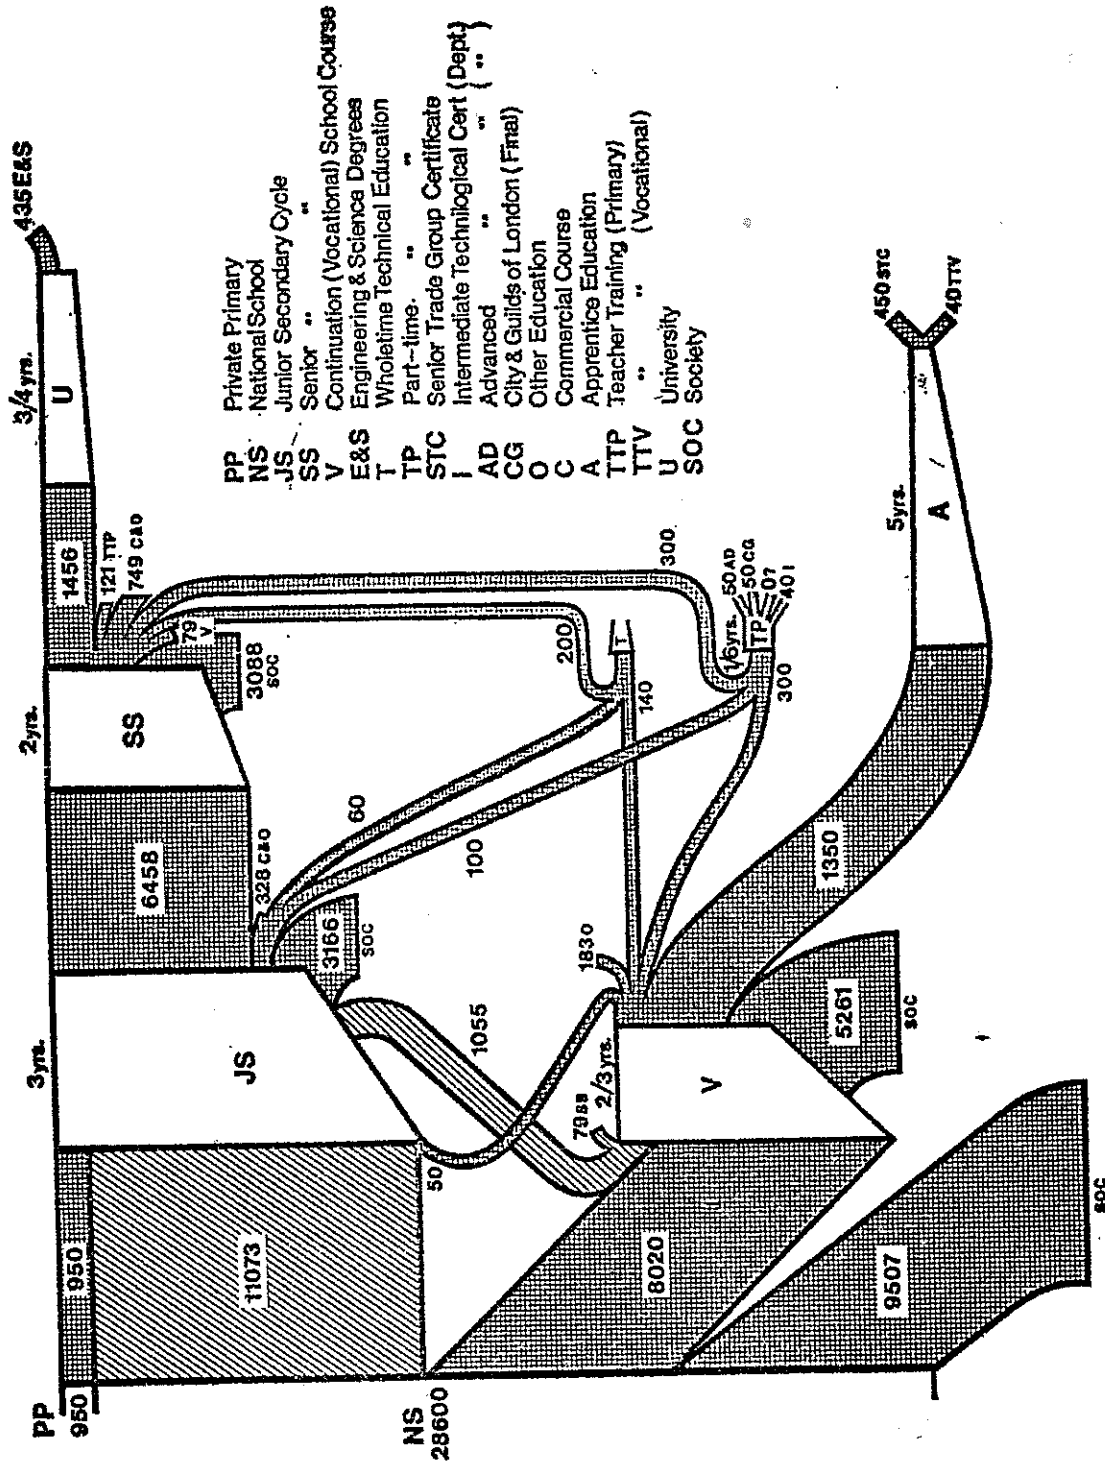 PP
950
NS
28600
950
11073
8020
9507
SOC
3yrs.
JS
50
1055
79 SS
2/3 yrs.
V
5261
SOC
183 O
3166
SOC
328 C&O
6458
60
100
1350
2yrs.
SS
3088
SOC
79
V
749 C&O
121 TTP
1456
200
T
140
300
1/6yrs.
TP
300
50 AD
50 CG
40 I
3/4 yrs.
U
435 E&S
5yrs.
A
450 STC
40 TTV
PP Private Primary
NS National School
JS Junior Secondary Cycle
SS Senior " "
V Continuation (Vocational) School Course
E&S Engineering & Science Degrees
T Wholetime Technical Education
TP Part-time. " "
STC Senior Trade Group Certificate
I Intermediate Technilogical Cert (Dept.)
AD Advanced " " ( " )
CG City & Guilds of London (Final)
O Other Education
C Commercial Course
A Apprentice Education
TTP Teacher Training (Primary)
TTV " " (Vocational)
U University
SOC Society